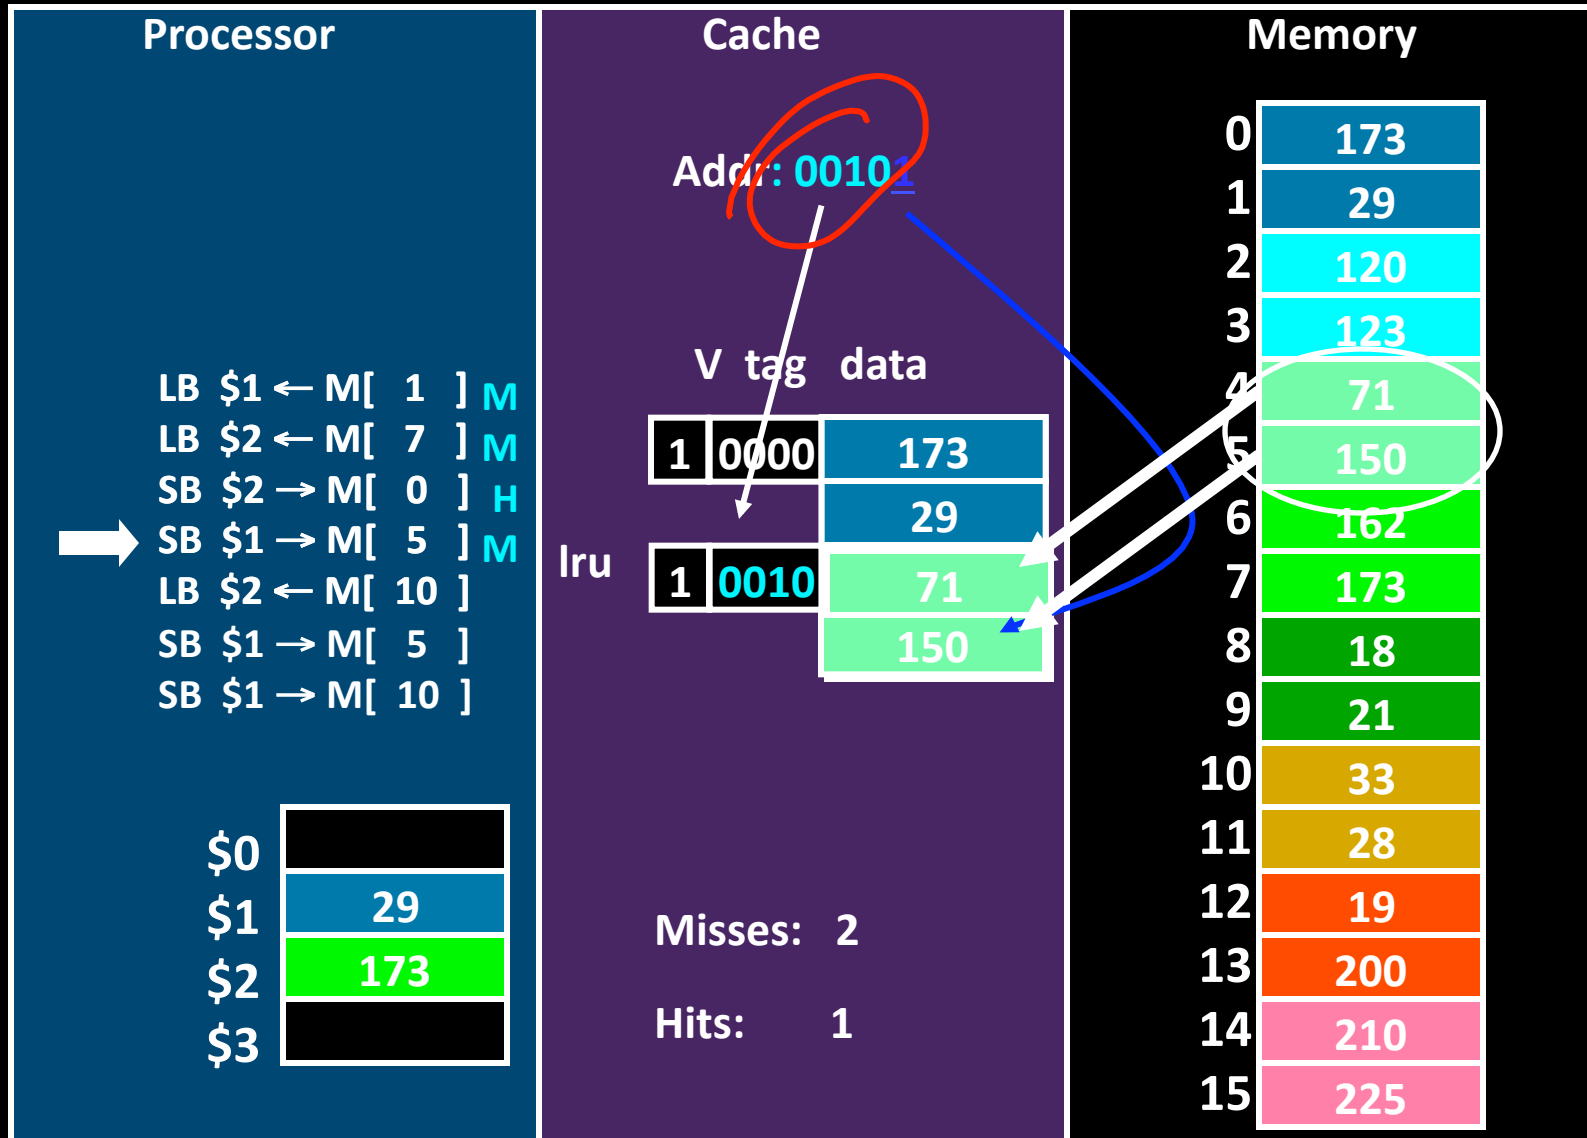 Processor
LB $1 ← M[ 1 ] M
LB $2 ← M[ 7 ] M
SB $2 → M[ 0 ] H
SB $1 → M[ 5 ] M
LB $2 ← M[ 10 ]
SB $1 → M[ 5 ]
SB $1 → M[ 10 ]
$0
$1 29
$2 173
$3
Cache
Addr: 00101
V tag data
1 0000 173
29
lru 1 0010 71
150
Misses: 2
Hits: 1
Memory
0 173
1 29
2 120
3 123
4 71
5 150
6 162
7 173
8 18
9 21
10 33
11 28
12 19
13 200
14 210
15 225